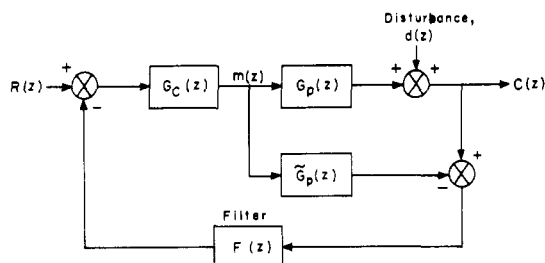 Disturbance,
d(z)
R(z)
+
-
G_C(z)
m(z)
G_p(z)
+
+
C(z)
G̃_p(z)
+
-
Filter
F(z)